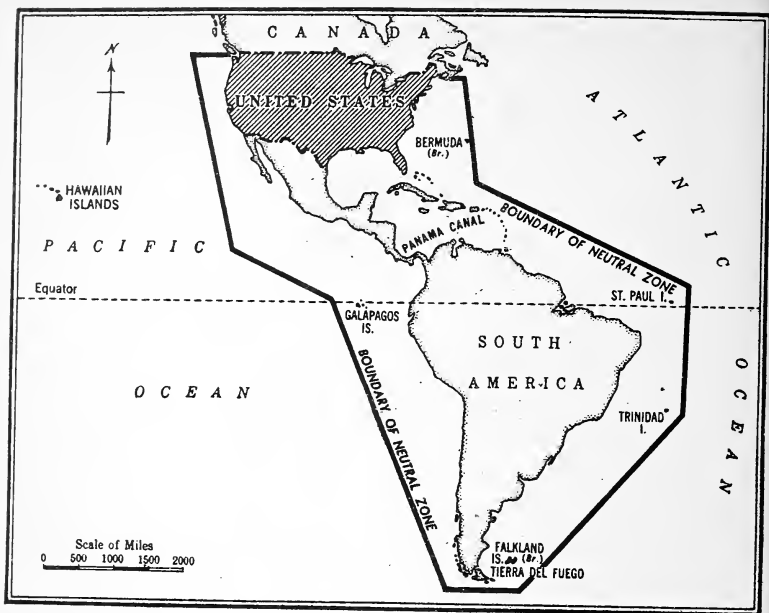 CANADA
N
UNITED STATES
ATLANTIC
BERMUDA
(Br.)
HAWAIIAN
ISLANDS
PACIFIC
PANAMA CANAL
BOUNDARY OF NEUTRAL ZONE
Equator
ST. PAUL I.
GALÁPAGOS
IS.
SOUTH
AMERICA
OCEAN
OCEAN
BOUNDARY OF NEUTRAL ZONE
TRINIDAD
I.
Scale of Miles
0 500 1000 1500 2000
FALKLAND
IS. (Br.)
TIERRA DEL FUEGO